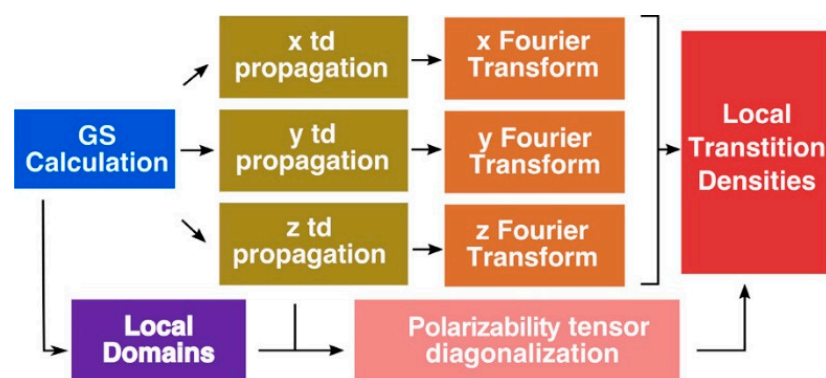 x td
propagation
x Fourier
Transform
GS
Calculation
y td
propagation
y Fourier
Transform
Local
Transtition
Densities
z td
propagation
z Fourier
Transform
Local
Domains
Polarizability tensor
diagonalization